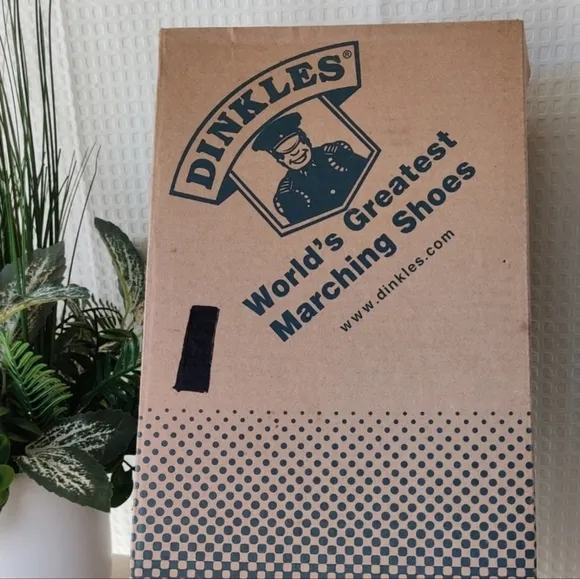 DINKLES®
World's Greatest
Marching Shoes
www.dinkles.com